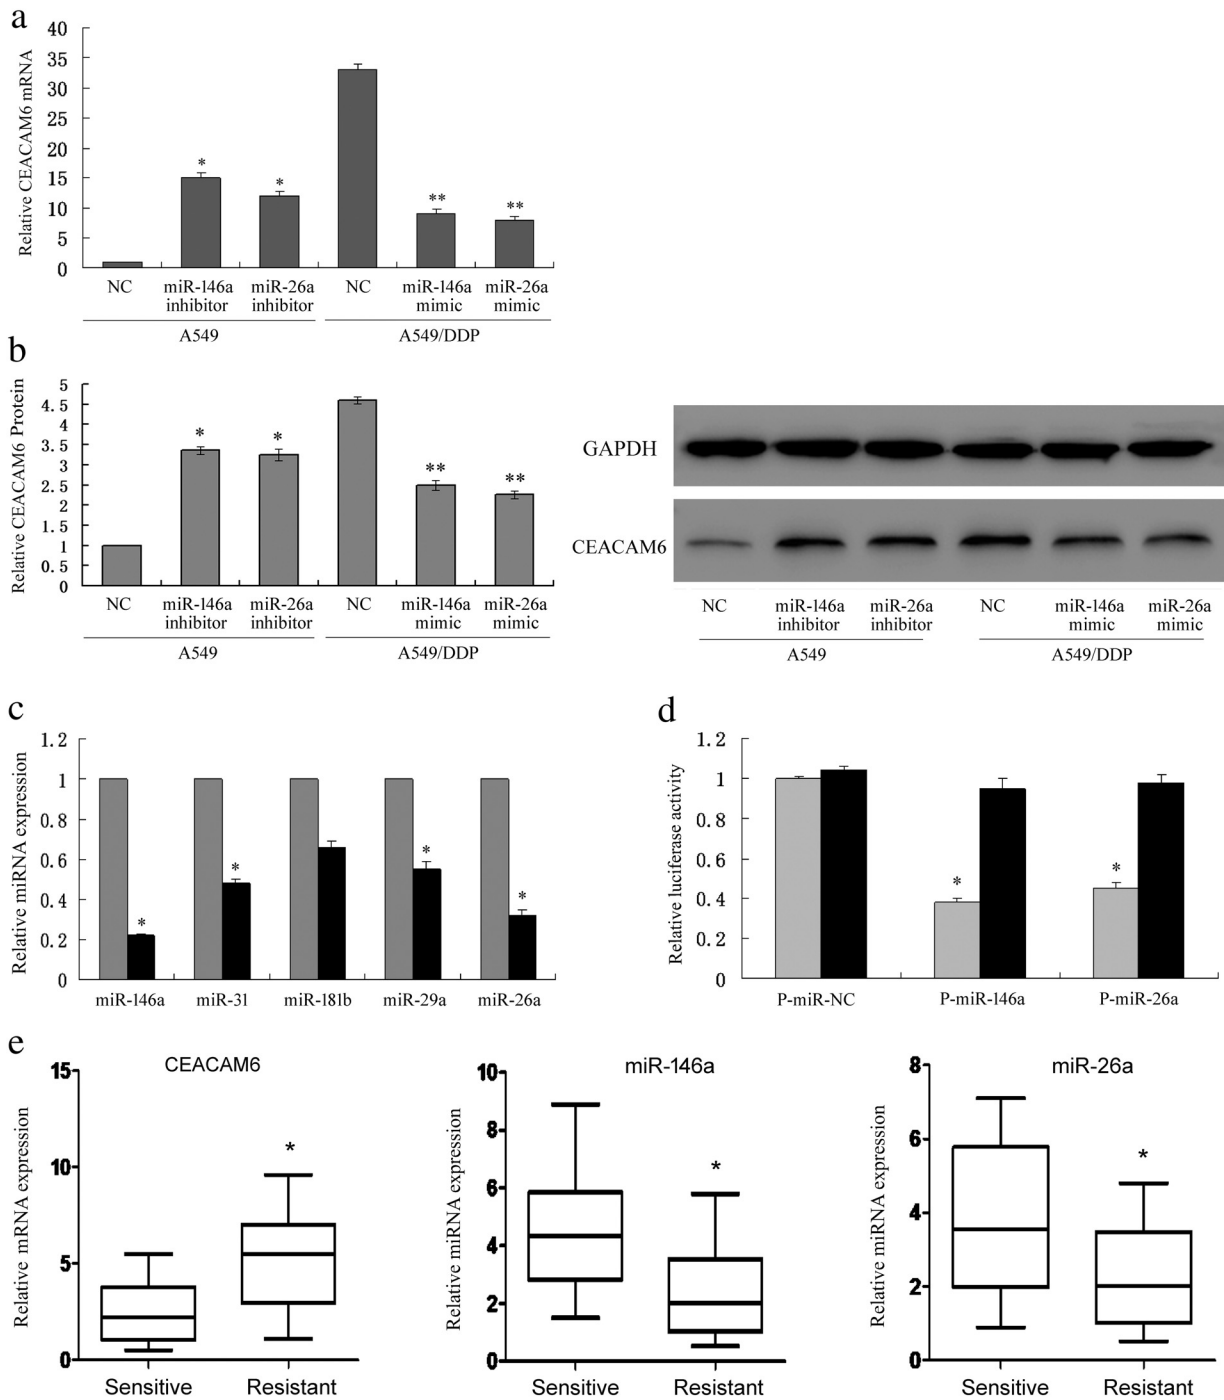 a
Relative CEACAM6 mRNA
40
35
30
25
20
15
10
5
0
*
*
**
**
NC
miR-146a
inhibitor
miR-26a
inhibitor
NC
miR-146a
mimic
miR-26a
mimic
A549
A549/DDP
b
Relative CEACAM6 Protein
5
4.5
4
3.5
3
2.5
2
1.5
1
0.5
0
*
*
**
**
NC
miR-146a
inhibitor
miR-26a
inhibitor
NC
miR-146a
mimic
miR-26a
mimic
A549
A549/DDP
GAPDH
CEACAM6
NC
miR-146a
inhibitor
miR-26a
inhibitor
NC
miR-146a
mimic
miR-26a
mimic
A549
A549/DDP
c
Relative miRNA expression
1.2
1
0.8
0.6
0.4
0.2
0
*
*
*
*
miR-146a
miR-31
miR-181b
miR-29a
miR-26a
d
Relative luciferase activity
1.2
1
0.8
0.6
0.4
0.2
0
*
*
P-miR-NC
P-miR-146a
P-miR-26a
e
CEACAM6
Relative mRNA expression
15
10
5
0
*
Sensitive
Resistant
miR-146a
Relative miRNA expression
10
8
6
4
2
0
*
Sensitive
Resistant
miR-26a
Relative miRNA expression
8
6
4
2
0
*
Sensitive
Resistant